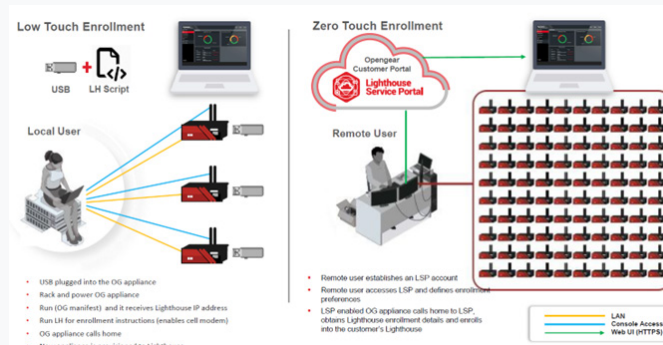 Low Touch Enrollment
USB
LH Script
Local User
USB plugged into the OG appliance
Rack and power OG appliance
Run (OG manifest) and it receives Lighthouse IP address
Run LH for enrollment instructions (enables cell modem)
OG appliance calls home
Zero Touch Enrollment
Opengear
Customer Portal
Lighthouse
Service Portal
Remote User
Remote user establishes an LSP account
Remote user accesses LSP and defines enrollment
preferences
LSP enabled OG appliance calls home to LSP,
obtains Lighthouse enrollment details and enrolls
into the customer's Lighthouse
LAN
Console Access
Web UI (HTTPS)